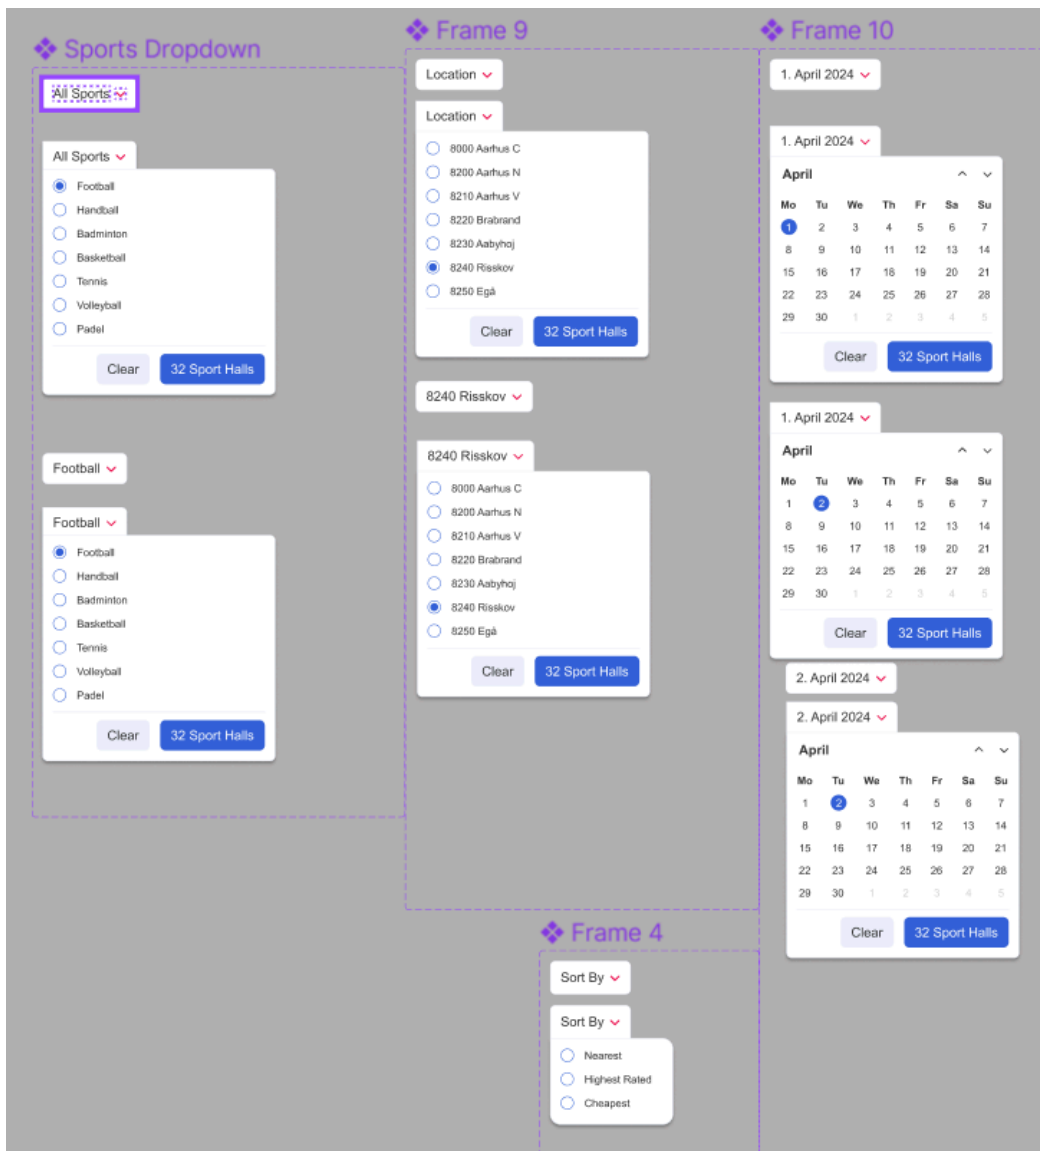 Sports Dropdown
All Sports
All Sports
Football
Handball
Badminton
Basketball
Tennis
Volleyball
Padel
Clear 32 Sport Halls
Football
Football
Football
Handball
Badminton
Basketball
Tennis
Volleyball
Padel
Clear 32 Sport Halls
Frame 9
Location
Location
8000 Aarhus C
8200 Aarhus N
8210 Aarhus V
8220 Brabrand
8230 Aabyhøj
8240 Risskov
8250 Egå
Clear 32 Sport Halls
8240 Risskov
8240 Risskov
8000 Aarhus C
8200 Aarhus N
8210 Aarhus V
8220 Brabrand
8230 Aabyhøj
8240 Risskov
8250 Egå
Clear 32 Sport Halls
Frame 10
1. April 2024
1. April 2024
April
Mo Tu We Th Fr Sa Su
1 2 3 4 5 6 7
8 9 10 11 12 13 14
15 16 17 18 19 20 21
22 23 24 25 26 27 28
29 30 1 2 3 4 5
Clear 32 Sport Halls
1. April 2024
April
Mo Tu We Th Fr Sa Su
1 2 3 4 5 6 7
8 9 10 11 12 13 14
15 16 17 18 19 20 21
22 23 24 25 26 27 28
29 30 1 2 3 4 5
Clear 32 Sport Halls
2. April 2024
2. April 2024
April
Mo Tu We Th Fr Sa Su
1 2 3 4 5 6 7
8 9 10 11 12 13 14
15 16 17 18 19 20 21
22 23 24 25 26 27 28
29 30 1 2 3 4 5
Clear 32 Sport Halls
Frame 4
Sort By
Sort By
Nearest
Highest Rated
Cheapest